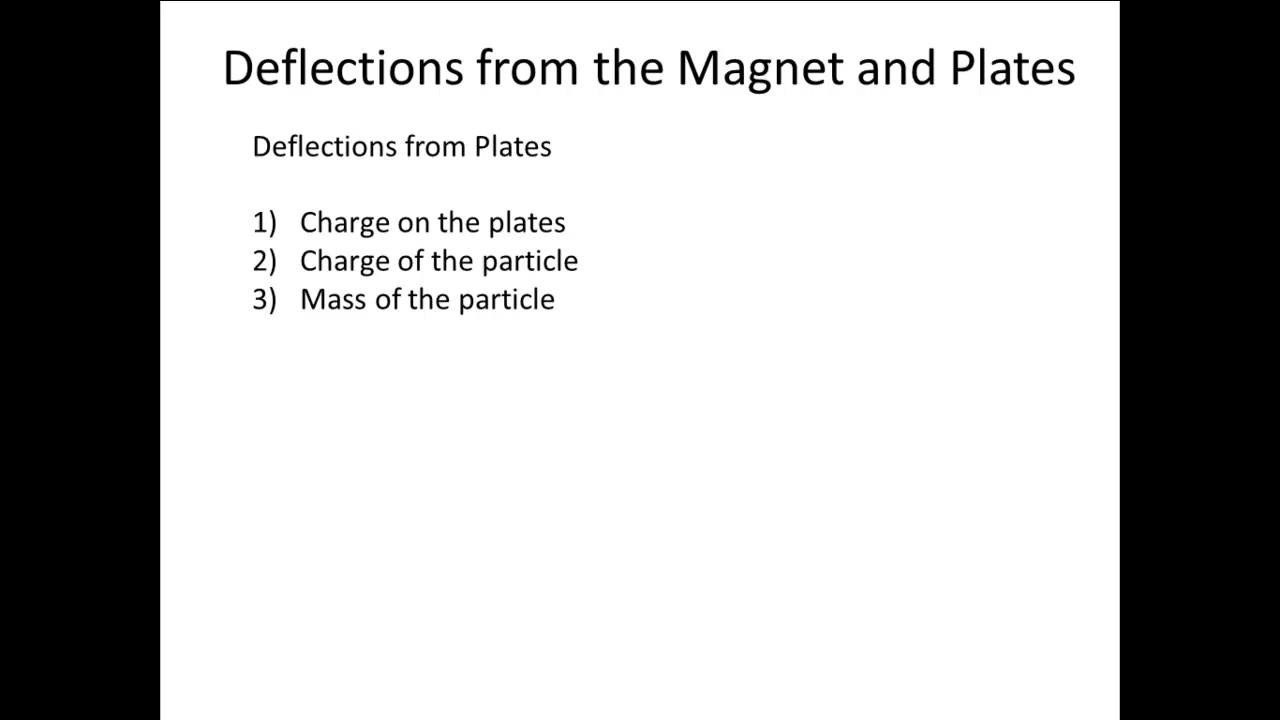 Deflections from the Magnet and Plates
Deflections from Plates
1) Charge on the plates
2) Charge of the particle
3) Mass of the particle